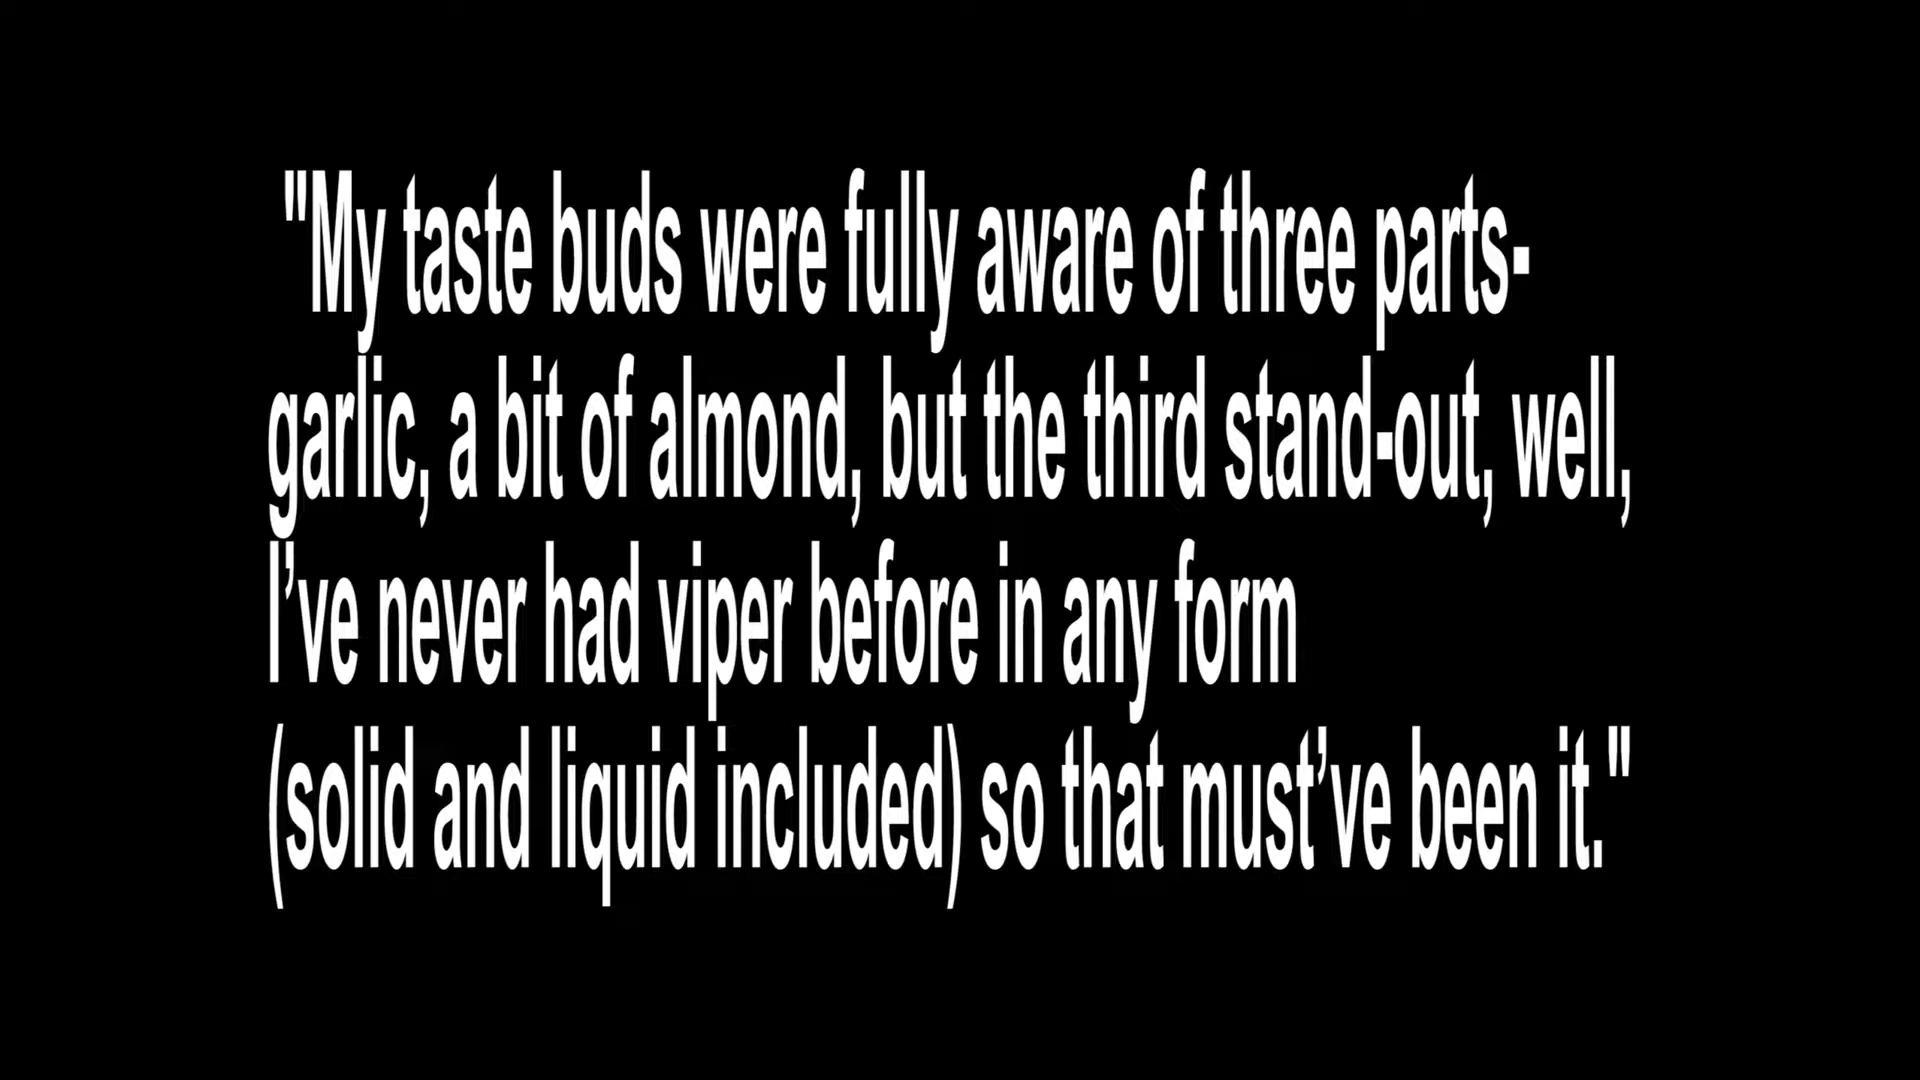 "My taste buds were fully aware of three parts-
garlic, a bit of almond, but the third stand-out, well,
I’ve never had viper before in any form
(solid and liquid included) so that must’ve been it."